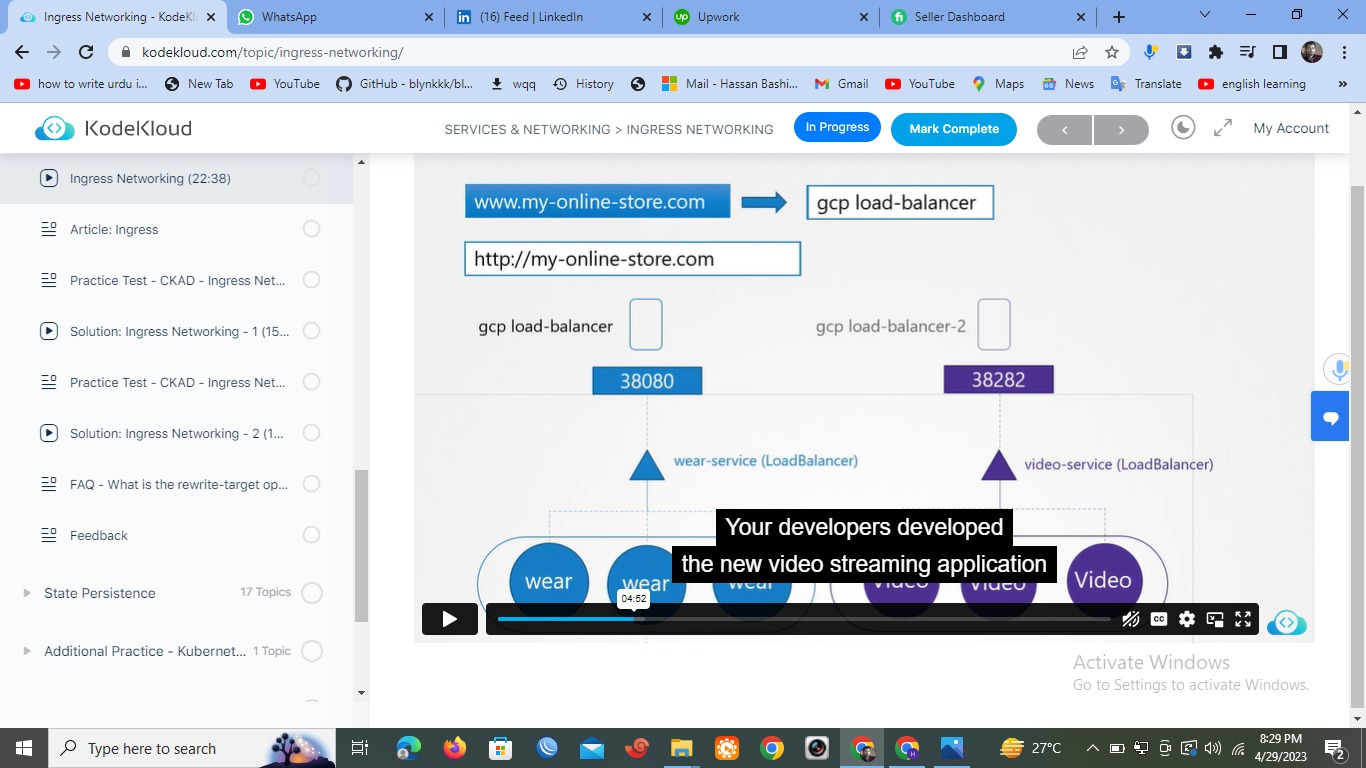 Ingress Networking - KodeKl
WhatsApp
(16) Feed | LinkedIn
Upwork
Seller Dashboard
kodekloud.com/topic/ingress-networking/
how to write urdu i...
New Tab
YouTube
GitHub - blynkkk/bl...
wqq
History
Mail - Hassan Bashi...
Gmail
YouTube
Maps
News
Translate
english learning
KodeKloud
SERVICES & NETWORKING > INGRESS NETWORKING
In Progress
Mark Complete
My Account
Ingress Networking (22:38)
Article: Ingress
Practice Test - CKAD - Ingress Net...
Solution: Ingress Networking - 1 (15...
Practice Test - CKAD - Ingress Net...
Solution: Ingress Networking - 2 (1...
FAQ - What is the rewrite-target op...
Feedback
State Persistence
17 Topics
Additional Practice - Kubernet...
1 Topic
www.my-online-store.com
gcp load-balancer
http://my-online-store.com
gcp load-balancer
gcp load-balancer-2
38080
38282
wear-service (LoadBalancer)
video-service (LoadBalancer)
Your developers developed
the new video streaming application
wear
wear
wear
Video
Video
Video
04:52
CC
Activate Windows
Go to Settings to activate Windows.
Type here to search
27°C
8:29 PM
4/29/2023
2